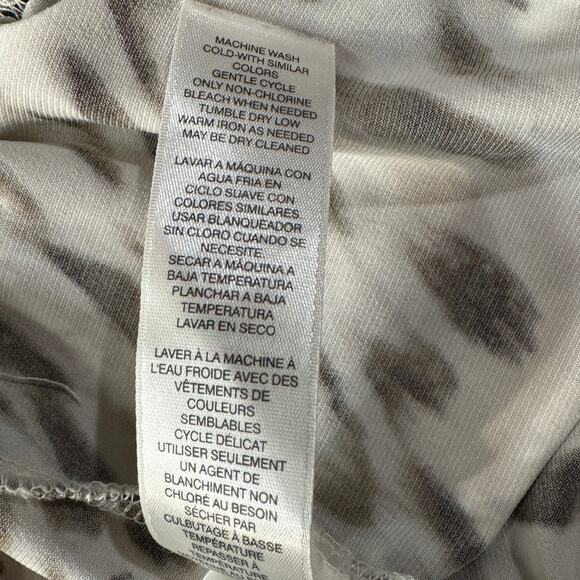 MACHINE WASH
COLD-WITH SIMILAR
COLORS
GENTLE CYCLE
ONLY NON-CHLORINE
BLEACH WHEN NEEDED
TUMBLE DRY LOW
WARM IRON AS NEEDED
MAY BE DRY CLEANED
LAVAR A MÁQUINA CON
AGUA FRIA EN
CICLO SUAVE CON
COLORES SIMILARES
USAR BLANQUEADOR
SIN CLORO CUANDO SE
NECESITE
SECAR A MÁQUINA A
BAJA TEMPERATURA
PLANCHAR A BAJA
TEMPERATURA
LAVAR EN SECO
LAVER À LA MACHINE À
L'EAU FROIDE AVEC DES
VÊTEMENTS DE
COULEURS
SEMBLABLES
CYCLE DÉLICAT
UTILISER SEULEMENT
UN AGENT DE
BLANCHIMENT NON
CHLORÉ AU BESOIN
SÉCHER PAR
CULBUTAGE À BASSE
TEMPÉRATURE
REPASSER À